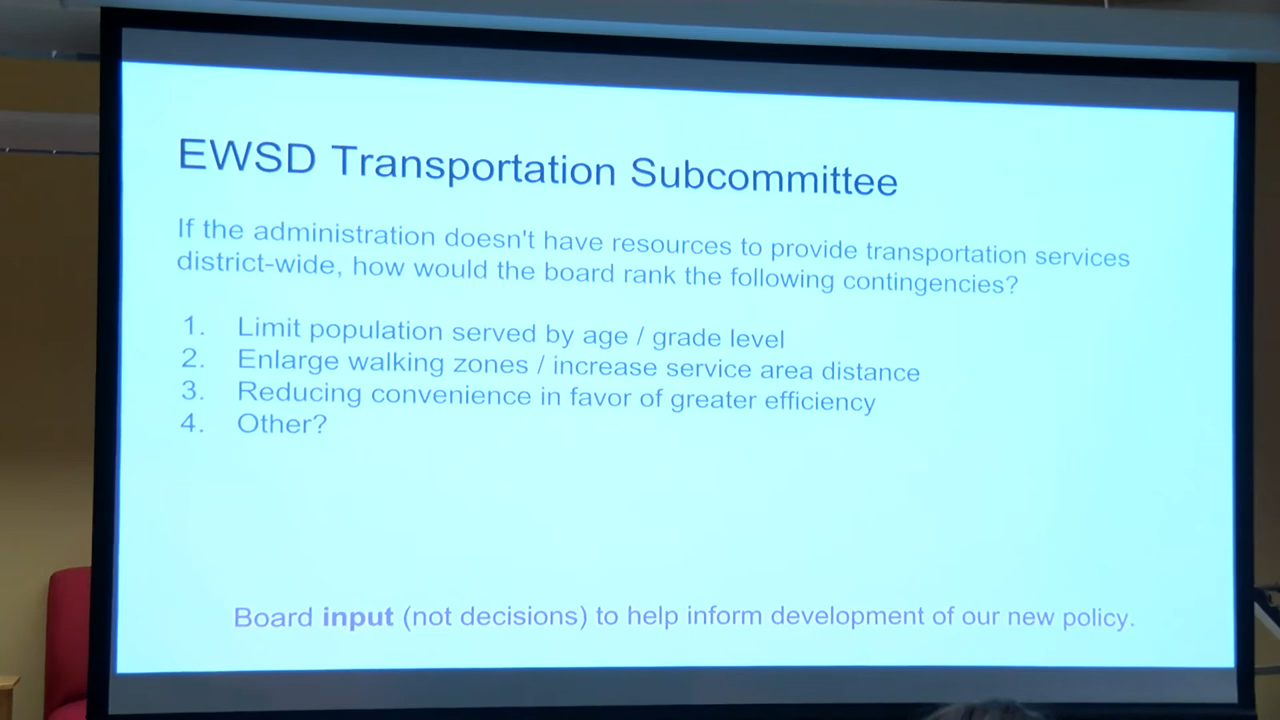 EWSD Transportation Subcommittee
If the administration doesn't have resources to provide transportation services
district-wide, how would the board rank the following contingencies?
1. Limit population served by age / grade level
2. Enlarge walking zones / increase service area distance
3. Reducing convenience in favor of greater efficiency
4. Other?
Board input (not decisions) to help inform development of our new policy.